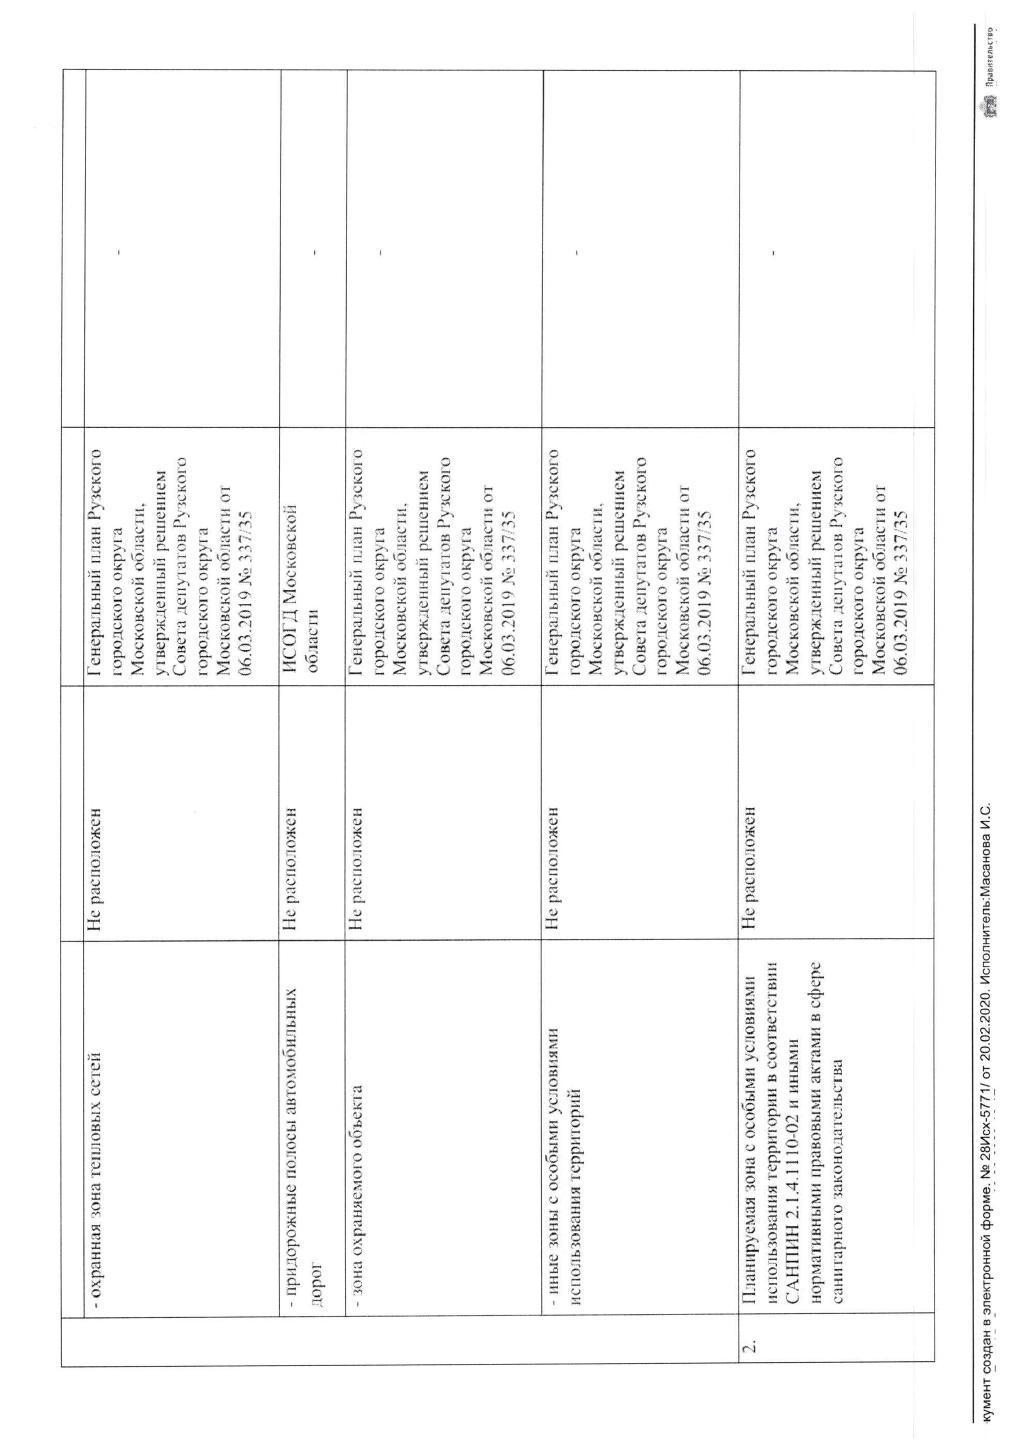 - охранная зона тепловых сетей
Не расположен
Генеральный план Рузского
городского округа
Московской области,
утвержденный решением
Совета депутатов Рузского
городского округа
Московской области от
06.03.2019 № 337/35
-
- придорожные полосы автомобильных
дорог
Не расположен
ИСОГД Московской
области
-
- зона охраняемого объекта
Не расположен
Генеральный план Рузского
городского округа
Московской области,
утвержденный решением
Совета депутатов Рузского
городского округа
Московской области от
06.03.2019 № 337/35
-
- иные зоны с особыми условиями
использования территорий
Не расположен
Генеральный план Рузского
городского округа
Московской области,
утвержденный решением
Совета депутатов Рузского
городского округа
Московской области от
06.03.2019 № 337/35
-
2.
Планируемая зона с особыми условиями
использования территории в соответствии
САНПИН 2.1.4.1110-02 и иными
нормативными правовыми актами в сфере
санитарного законодательства
Не расположен
Генеральный план Рузского
городского округа
Московской области,
утвержденный решением
Совета депутатов Рузского
городского округа
Московской области от
06.03.2019 № 337/35
-
кумент создан в электронной форме. № 28Исх-5771/ от 20.02.2020. Исполнитель:Масанова И.С.
Правительство